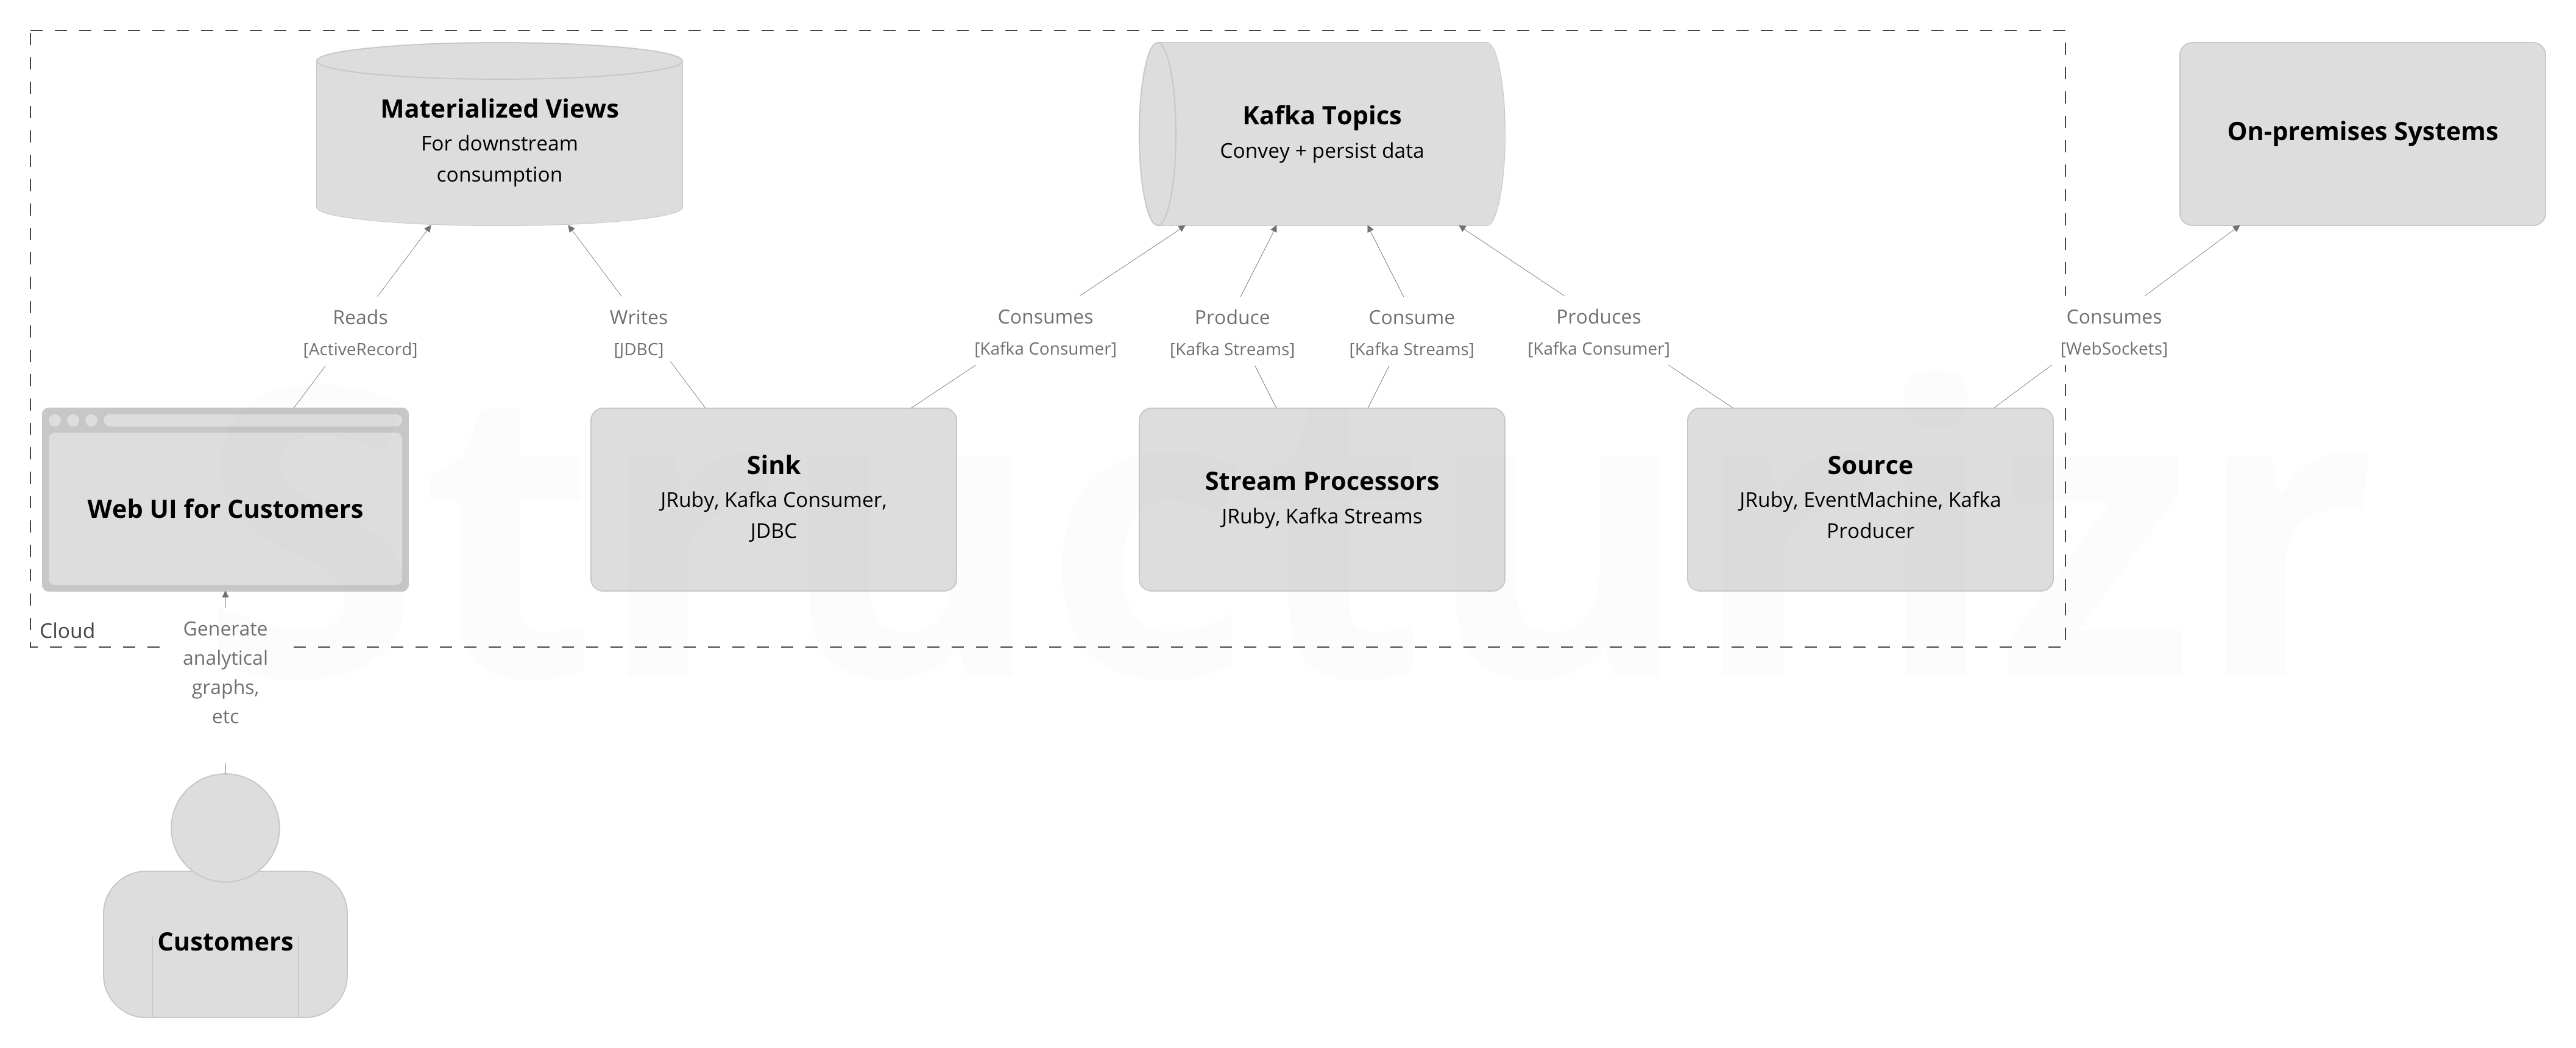 Materialized Views
For downstream
consumption
Kafka Topics
Convey + persist data
On-premises Systems
Reads
[ActiveRecord]
Writes
[JDBC]
Consumes
[Kafka Consumer]
Produce
[Kafka Streams]
Consume
[Kafka Streams]
Produces
[Kafka Consumer]
Consumes
[WebSockets]
Web UI for Customers
Sink
JRuby, Kafka Consumer,
JDBC
Stream Processors
JRuby, Kafka Streams
Source
JRuby, EventMachine, Kafka
Producer
Structurizr
Cloud
Generate
analytical
graphs,
etc
Customers